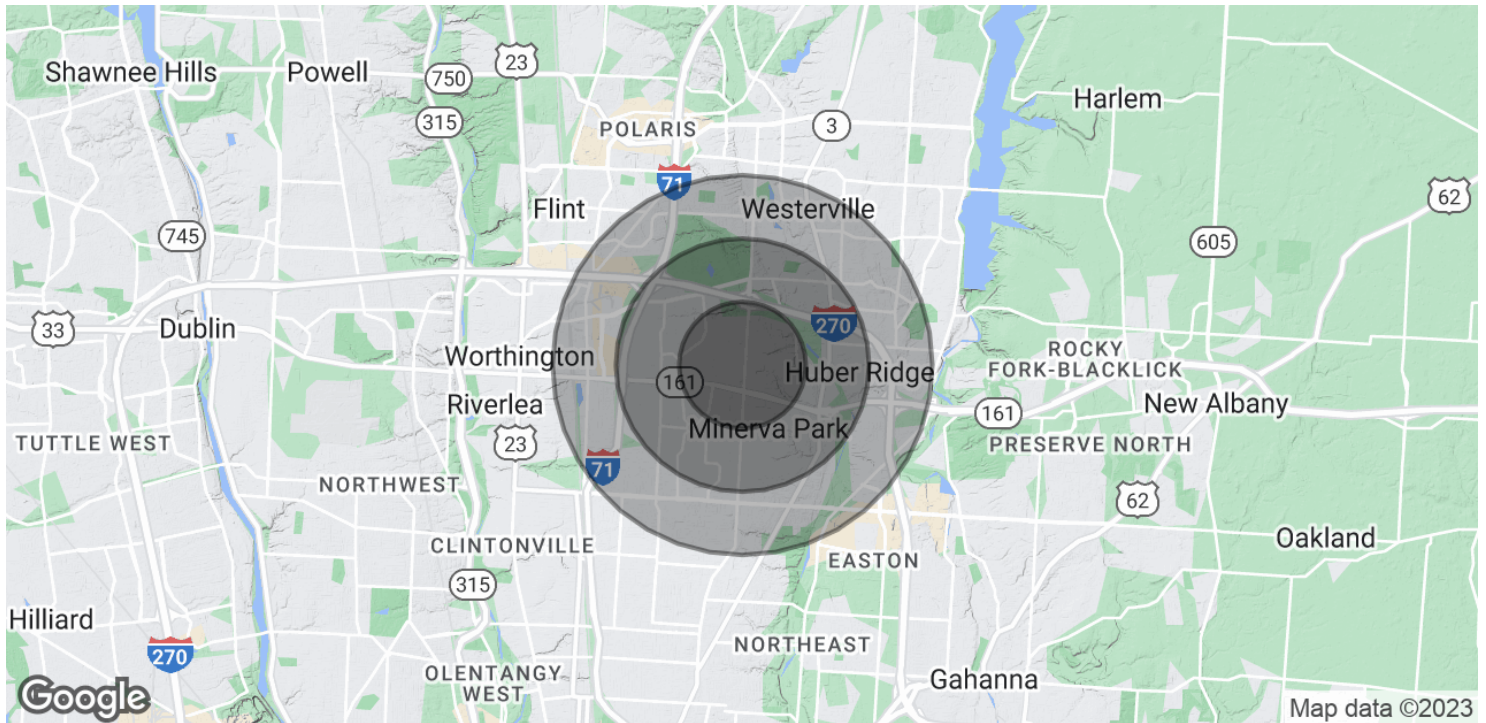 23
Shawnee Hills
Powell
750
315
Harlem
POLARIS
3
71
62
Flint
Westerville
745
605
33
Dublin
270
Worthington
ROCKY
FORK-BLACKLICK
Huber Ridge
161
Riverlea
New Albany
161
TUTTLE WEST
23
Minerva Park
PRESERVE NORTH
71
NORTHWEST
62
Oakland
CLINTONVILLE
EASTON
315
Hilliard
NORTHEAST
270
OLENTANGY
WEST
Gahanna
Google
Map data ©2023